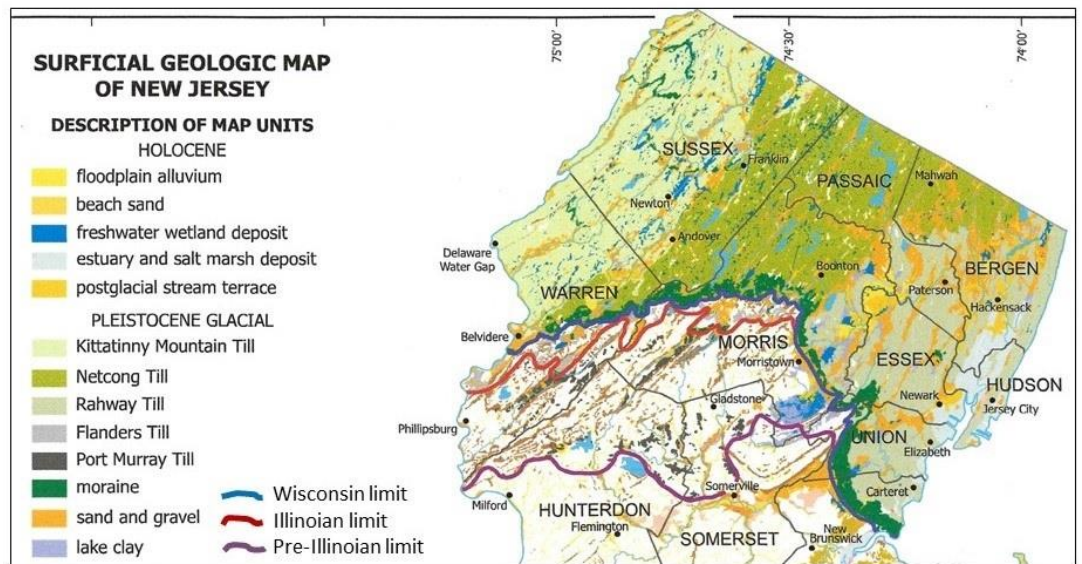 75°00'
74°30'
74°00'
SURFICIAL GEOLOGIC MAP
OF NEW JERSEY
DESCRIPTION OF MAP UNITS
HOLOCENE
floodplain alluvium
beach sand
freshwater wetland deposit
estuary and salt marsh deposit
postglacial stream terrace
PLEISTOCENE GLACIAL
Kittatinny Mountain Till
Netcong Till
Rahway Till
Flanders Till
Port Murray Till
moraine
sand and gravel
lake clay
Wisconsin limit
Illinoian limit
Pre-Illinoian limit
SUSSEX
Franklin
PASSAIC
Mahwah
Newton
Andover
Delaware
Water Gap
Boonton
BERGEN
Paterson
Hackensack
WARREN
Belvidere
MORRIS
Morristown
ESSEX
HUDSON
Jersey City
Newark
Gladstone
Phillipsburg
UNION
Elizabeth
Carteret
Milford
Somerville
HUNTERDON
Flemington
SOMERSET
New
Brunswick